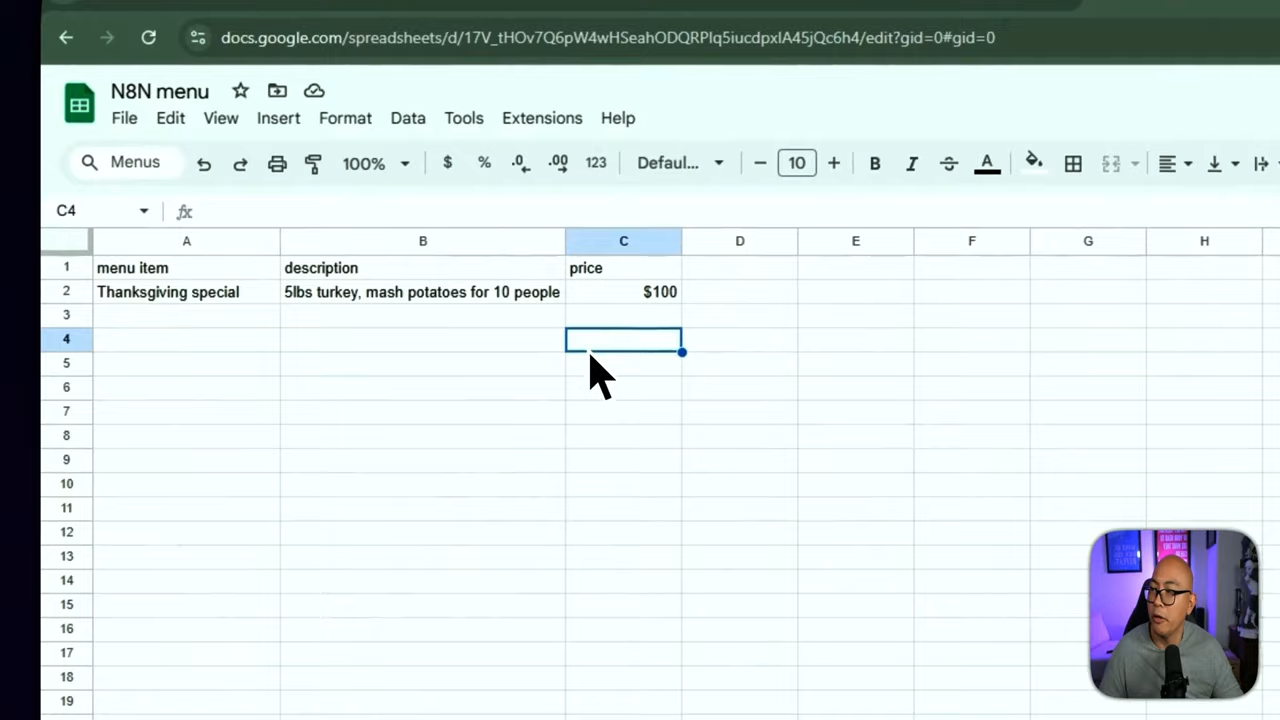 docs.google.com/spreadsheets/d/17V_tHOv7Q6pW4wHSeahODQRPlq5iucdpxlA45jQc6h4/edit?gid=0#gid=0
N8N menu
File Edit View Insert Format Data Tools Extensions Help
Menus 100% $ % .0 .00 123 Defaul... 10 B I S A
C4 fx
A B C D E F G H
1 menu item description price
2 Thanksgiving special 5lbs turkey, mash potatoes for 10 people $100
3
4
5
6
7
8
9
10
11
12
13
14
15
16
17
18
19